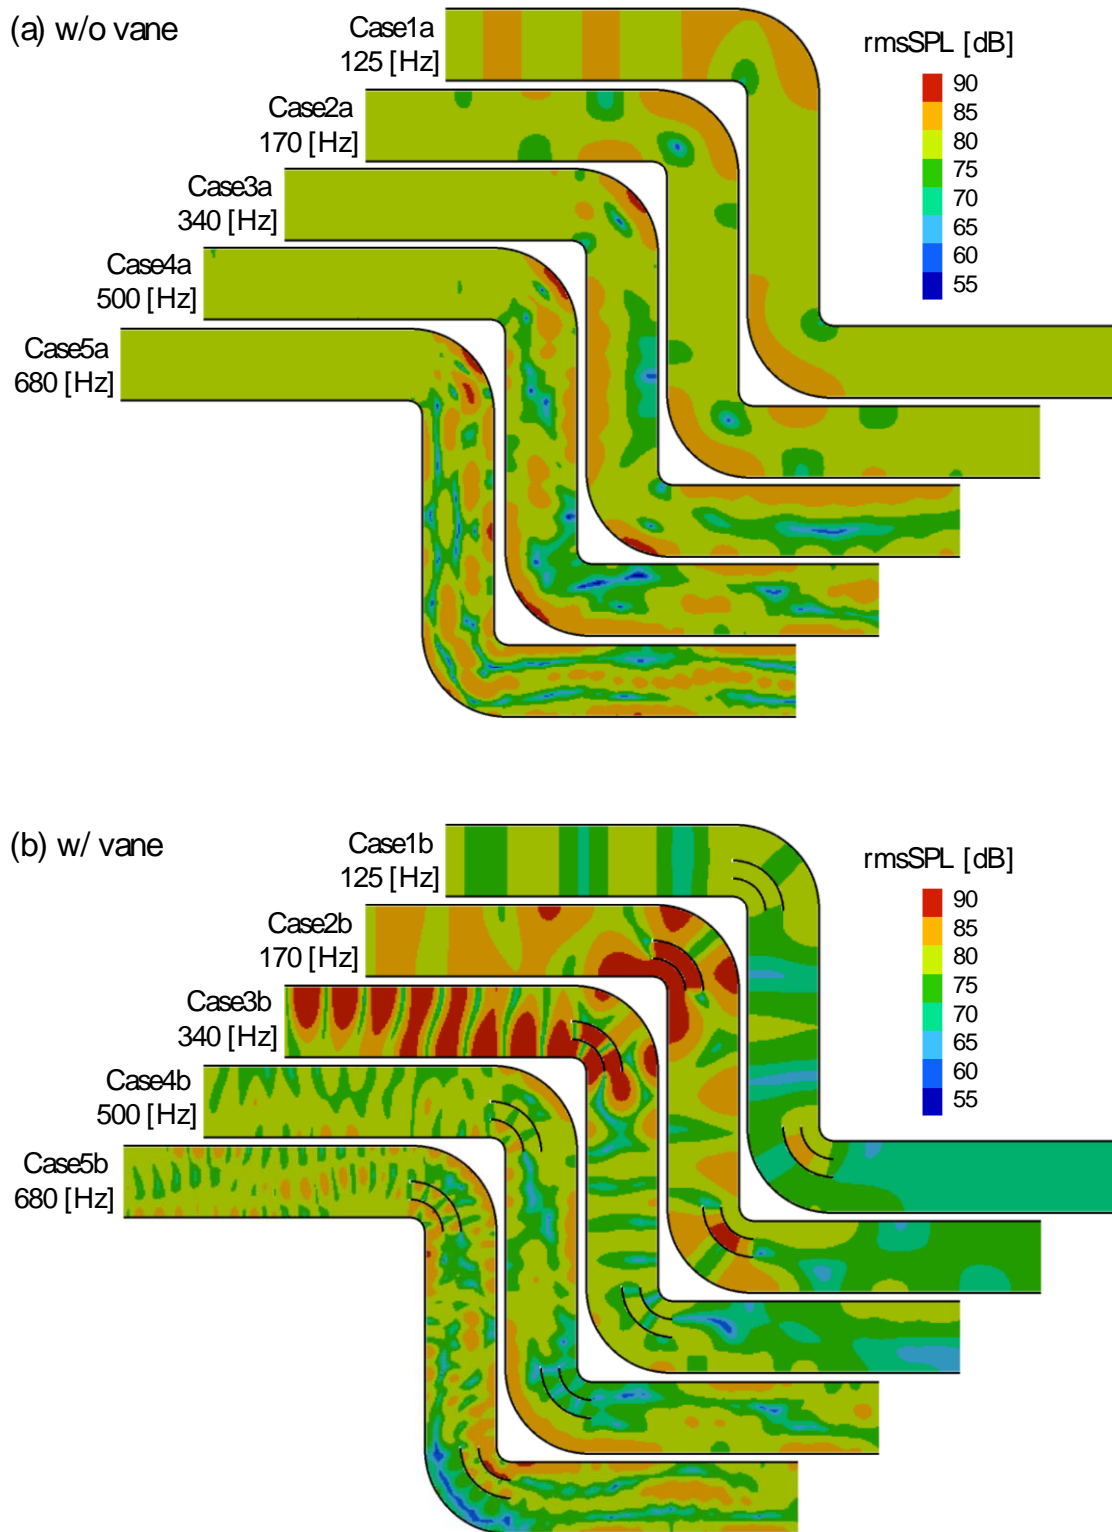 (a) w/o vane
Case1a
125 [Hz]
Case2a
170 [Hz]
Case3a
340 [Hz]
Case4a
500 [Hz]
Case5a
680 [Hz]
rmsSPL [dB]
90
85
80
75
70
65
60
55
(b) w/ vane
Case1b
125 [Hz]
Case2b
170 [Hz]
Case3b
340 [Hz]
Case4b
500 [Hz]
Case5b
680 [Hz]
rmsSPL [dB]
90
85
80
75
70
65
60
55